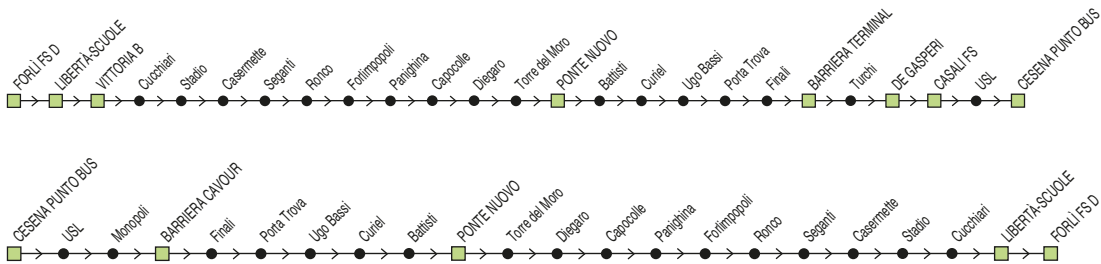 FORLÌ FS D
LIBERTÀ-SCUOLE
VITTORIA B
Cucchiari
Stadio
Casermette
Seganti
Ronco
Forlimpopoli
Panighina
Capocolle
Diegaro
Torre del Moro
PONTE NUOVO
Battisti
Curiel
Ugo Bassi
Porta Trova
Finali
BARRIERA TERMINAL
Turchi
DE GASPERI
CASALI FS
USL
CESENA PUNTO BUS
CESENA PUNTO BUS
USL
Monopoli
BARRIERA CAVOUR
Finali
Porta Trova
Ugo Bassi
Curiel
Battisti
PONTE NUOVO
Torre del Moro
Diegaro
Capocolle
Panighina
Forlimpopoli
Ronco
Seganti
Casermette
Stadio
Cucchiari
LIBERTÀ-SCUOLE
FORLÌ FS D